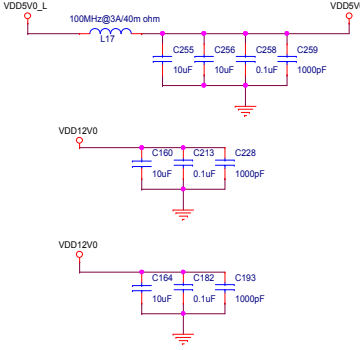 VDD5V0_L
VDD5V0
100MHz@3A/40m ohm
L17
C255
C256
C258
C259
10uF
10uF
0.1uF
1000pF
VDD12V0
C160
C213
C228
10uF
0.1uF
1000pF
VDD12V0
C164
C182
C193
10uF
0.1uF
1000pF